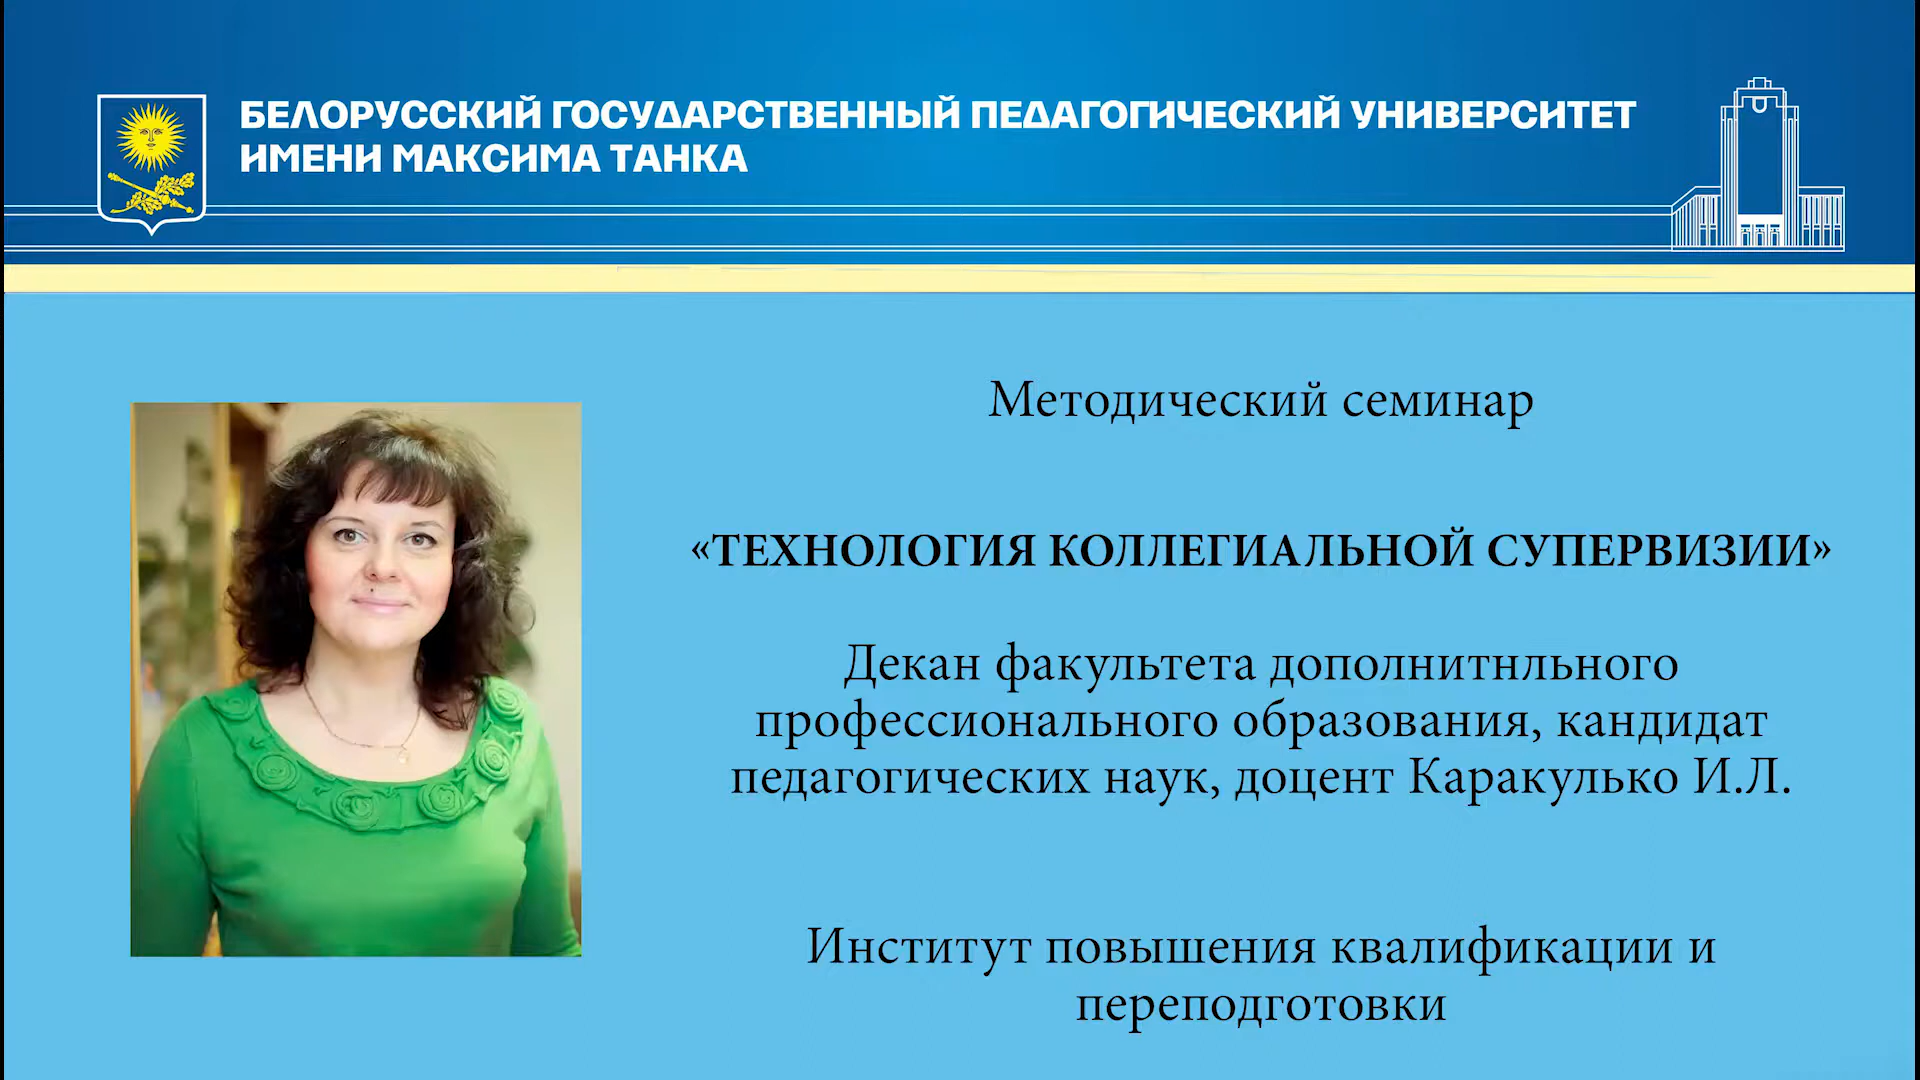 БЕЛОРУССКИЙ ГОСУДАРСТВЕННЫЙ ПЕДАГОГИЧЕСКИЙ УНИВЕРСИТЕТ
ИМЕНИ МАКСИМА ТАНКА
Методический семинар
«ТЕХНОЛОГИЯ КОЛЛЕГИАЛЬНОЙ СУПЕРВИЗИИ»
Декан факультета дополнитнльного
профессионального образования, кандидат
педагогических наук, доцент Каракулько И.Л.
Институт повышения квалификации и
переподготовки